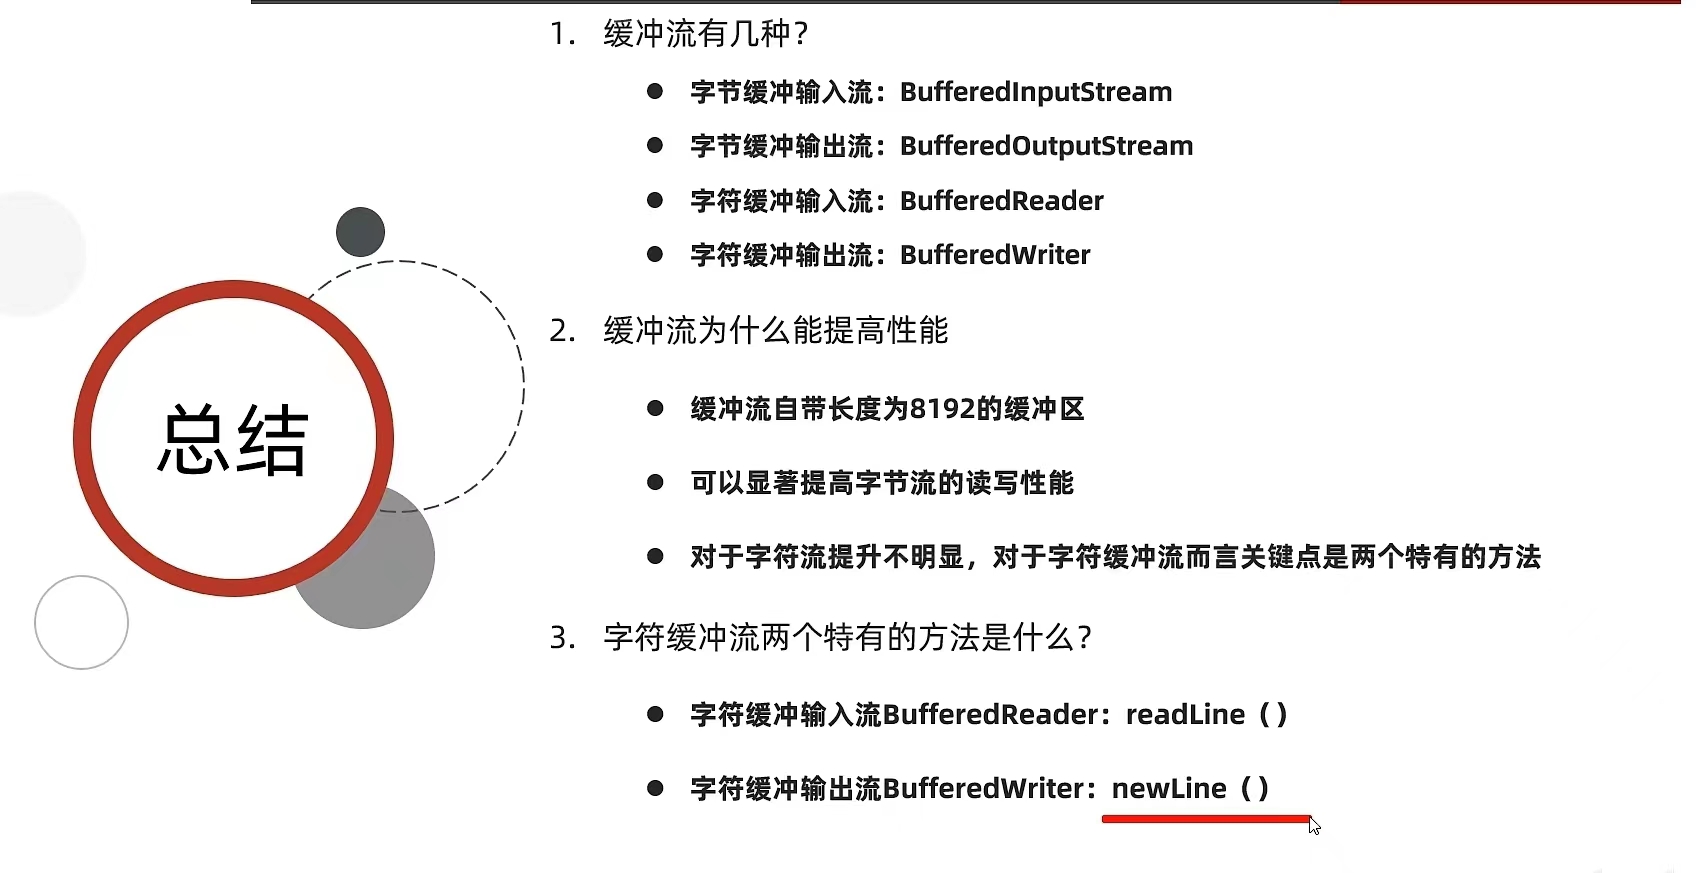 总结
1. 缓冲流有几种？
● 字节缓冲输入流：BufferedInputStream
● 字节缓冲输出流：BufferedOutputStream
● 字符缓冲输入流：BufferedReader
● 字符缓冲输出流：BufferedWriter
2. 缓冲流为什么能提高性能
● 缓冲流自带长度为8192的缓冲区
● 可以显著提高字节流的读写性能
● 对于字符流提升不明显，对于字符缓冲流而言关键点是两个特有的方法
3. 字符缓冲流两个特有的方法是什么？
● 字符缓冲输入流BufferedReader：readLine（）
● 字符缓冲输出流BufferedWriter：newLine（）